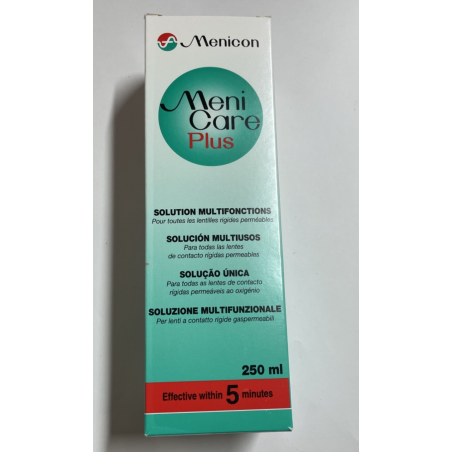 Menicon
Meni
Care
Plus
SOLUTION MULTIFONCTIONS
Pour toutes les lentilles rigides perméables
SOLUCIÓN MULTIUSOS
Para todas las lentes
de contacto rígidas permeables
SOLUÇÃO ÚNICA
Para todas as lentes de contacto
rígidas permeáveis ao oxigénio
SOLUZIONE MULTIFUNZIONALE
Per lenti a contatto rigide gaspermeabili
250 ml
Effective within 5 minutes